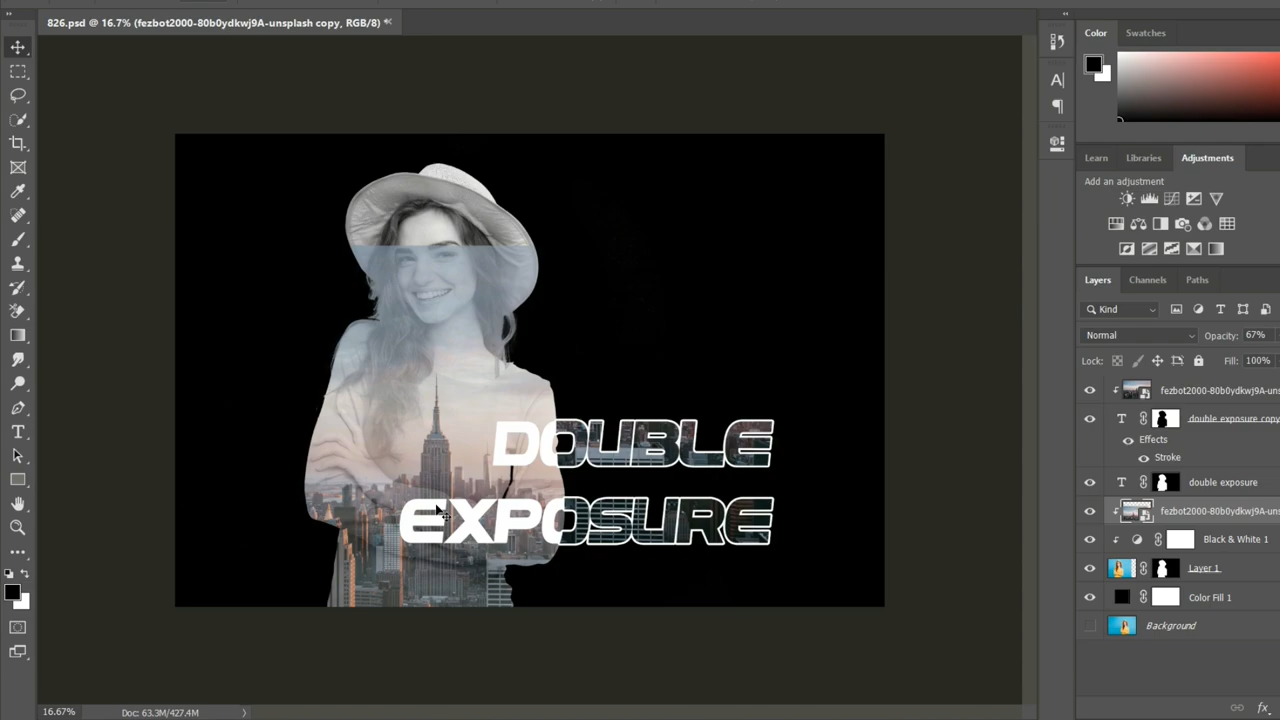 826.psd @ 16.7% (fezbot2000-80b0ydkwj9A-unsplash copy, RGB/8) *
Color
Swatches
Learn
Libraries
Adjustments
Add an adjustment
Layers
Channels
Paths
Kind
Normal
Opacity: 67%
Lock:
Fill: 100%
fezbot2000-80b0ydkwj9A-uns
double exposure copy
Effects
Stroke
double exposure
fezbot2000-80b0ydkwj9A-uns
Black & White 1
Layer 1
Color Fill 1
Background
DOUBLE
EXPOSURE
16.67%
Doc: 63.3M/427.4M
fx